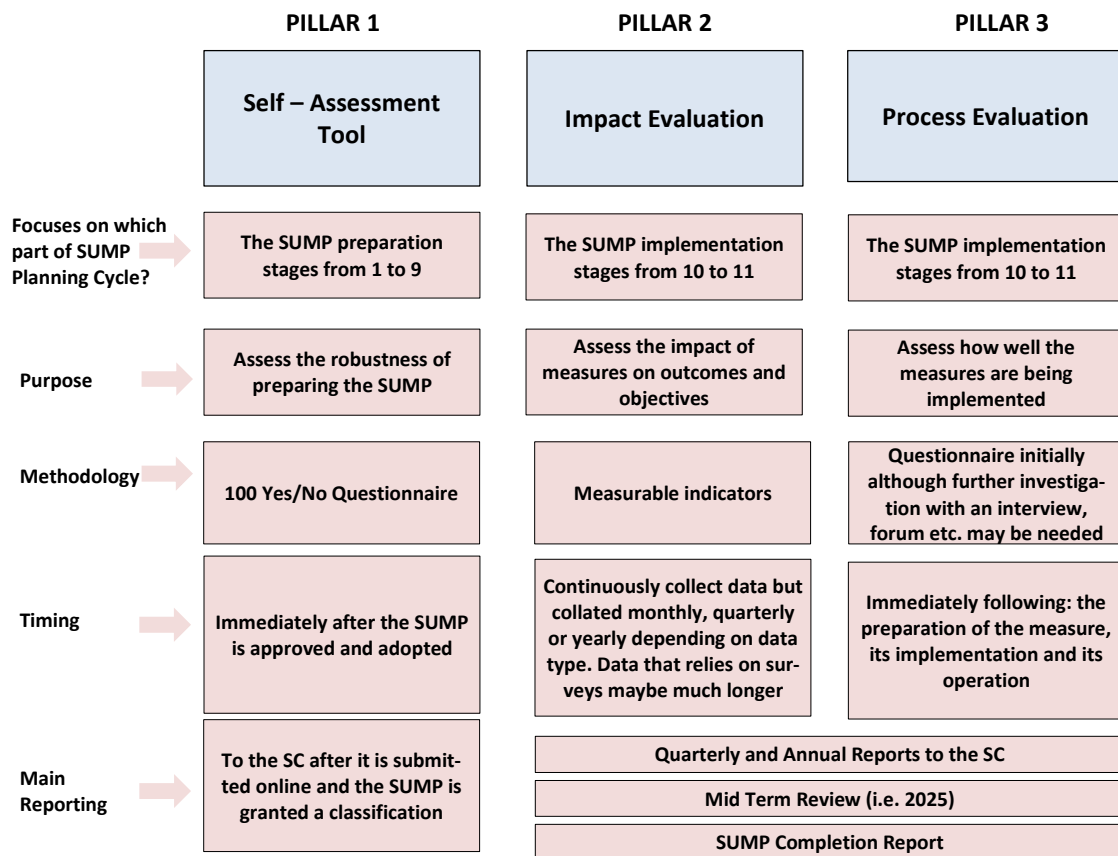 PILLAR 1
PILLAR 2
PILLAR 3
Self – Assessment
Tool
Impact Evaluation
Process Evaluation
Focuses on which
part of SUMP
Planning Cycle?
The SUMP preparation
stages from 1 to 9
The SUMP implementation
stages from 10 to 11
The SUMP implementation
stages from 10 to 11
Purpose
Assess the robustness of
preparing the SUMP
Assess the impact of
measures on outcomes and
objectives
Assess how well the
measures are being
implemented
Methodology
100 Yes/No Questionnaire
Measurable indicators
Questionnaire initially
although further investiga-
tion with an interview,
forum etc. may be needed
Timing
Immediately after the SUMP
is approved and adopted
Continuously collect data but
collated monthly, quarterly
or yearly depending on data
type. Data that relies on sur-
veys maybe much longer
Immediately following: the
preparation of the measure,
its implementation and its
operation
Main
Reporting
To the SC after it is submit-
ted online and the SUMP is
granted a classification
Quarterly and Annual Reports to the SC
Mid Term Review (i.e. 2025)
SUMP Completion Report